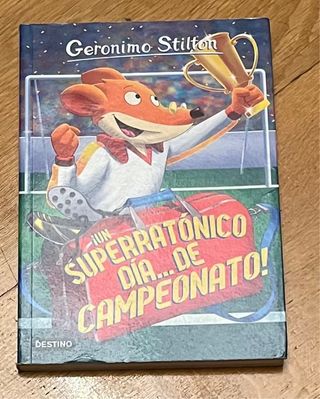 Geronimo Stilton
¡UN
SUPERRATÓNICO
DÍA... DE
CAMPEONATO!
DESTINO